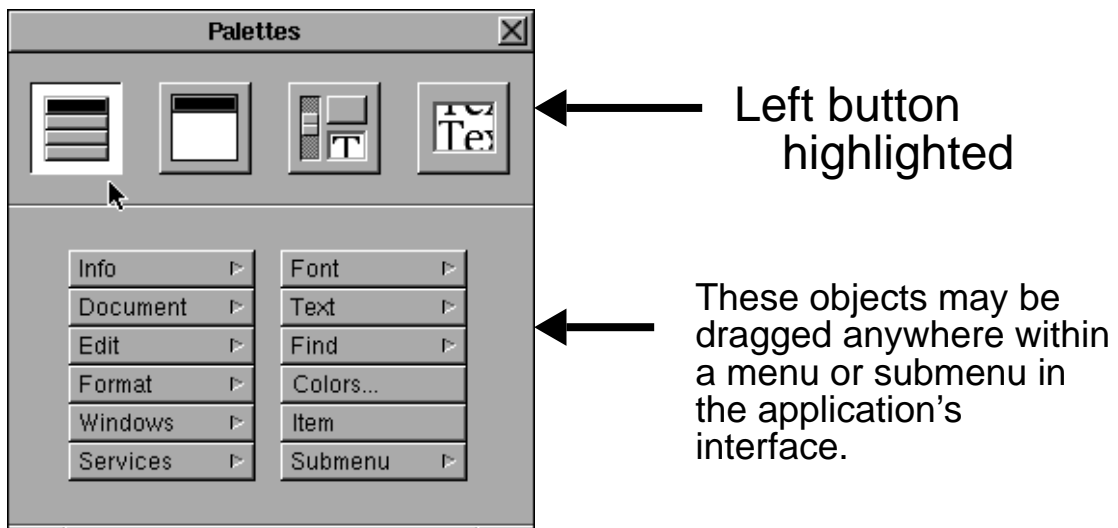 Palettes
T
Tex
Left button
highlighted
Info
Document
Edit
Format
Windows
Services
Font
Text
Find
Colors...
Item
Submenu
These objects may be
dragged anywhere within
a menu or submenu in
the application’s
interface.